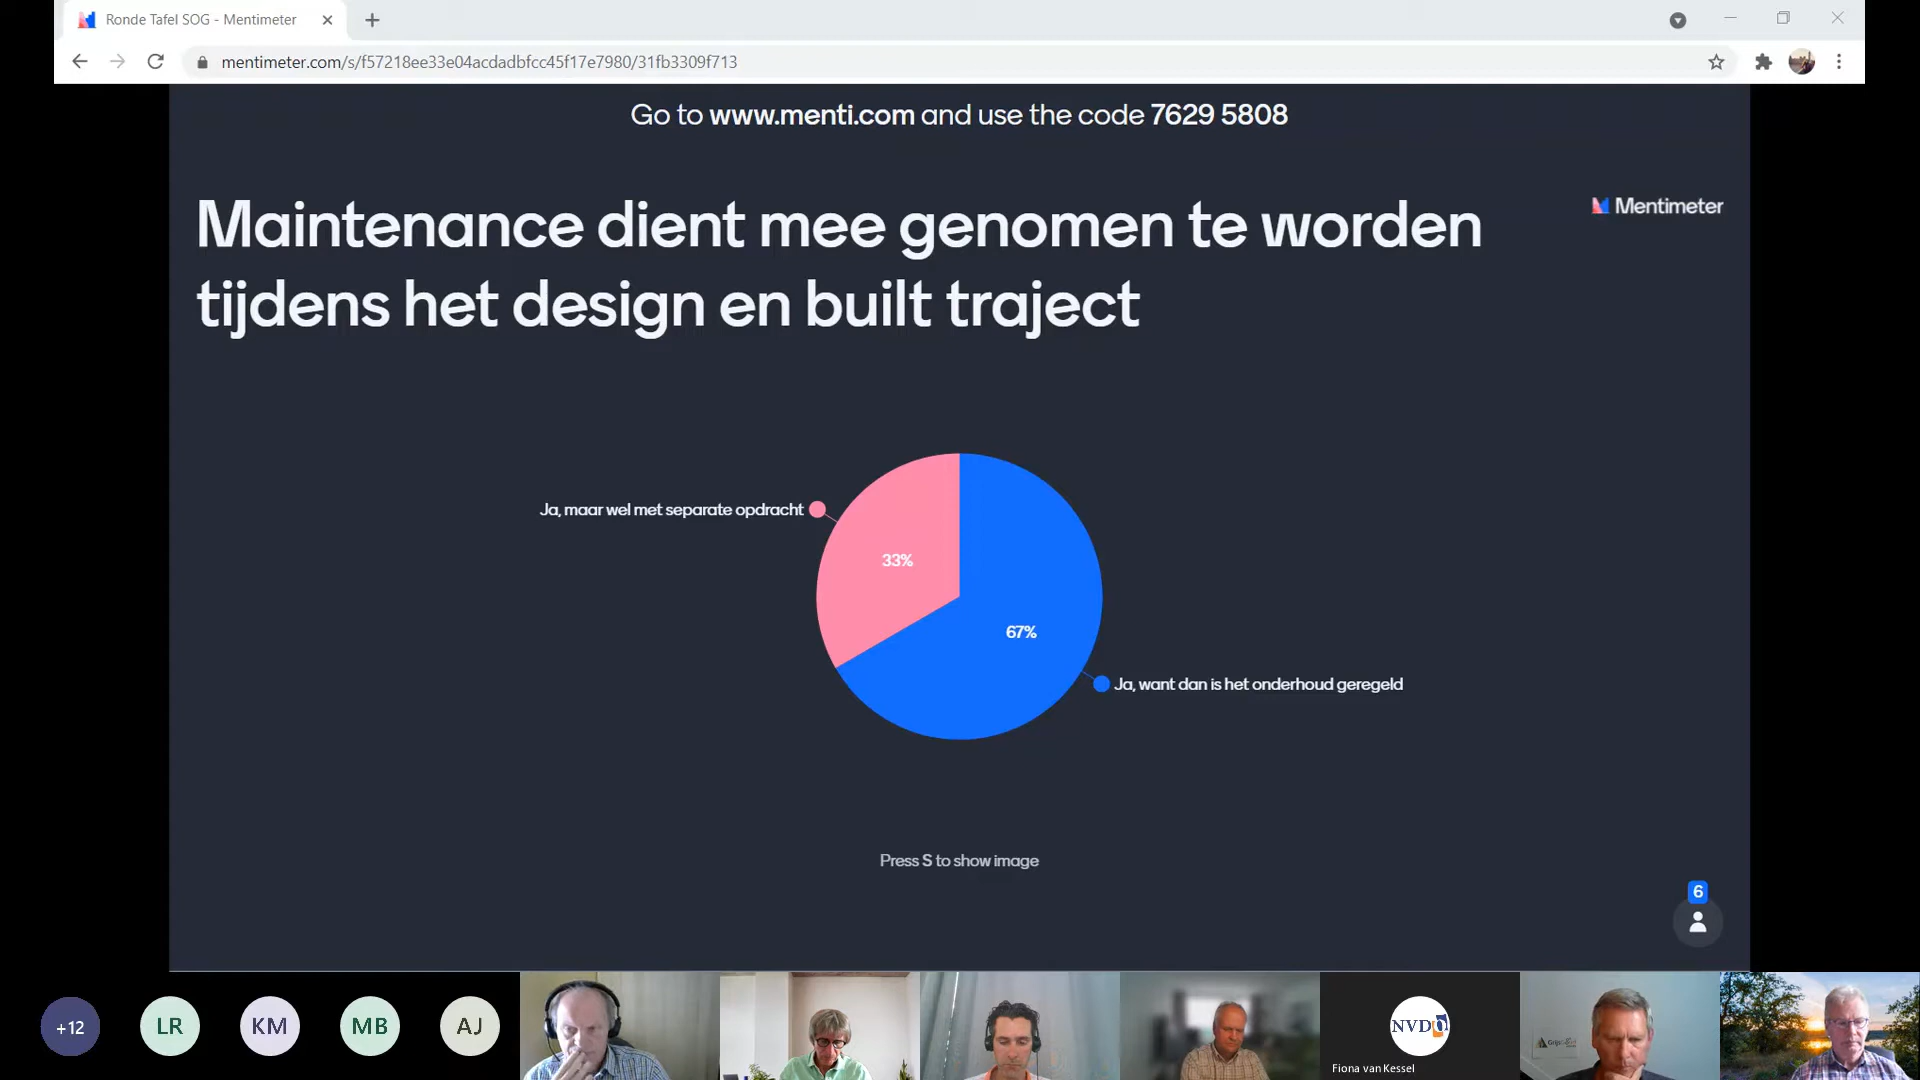 Ronde Tafel SOG - Mentimeter
mentimeter.com/s/f57218ee33e04acdadbfcc45f17e7980/31fb3309f713
Go to www.menti.com and use the code 7629 5808
Mentimeter
Maintenance dient mee genomen te worden
tijdens het design en built traject
Ja, maar wel met separate opdracht
33%
67%
Ja, want dan is het onderhoud geregeld
Press S to show image
6
+12
LR
KM
MB
AJ
NVDO
Fiona van Kessel